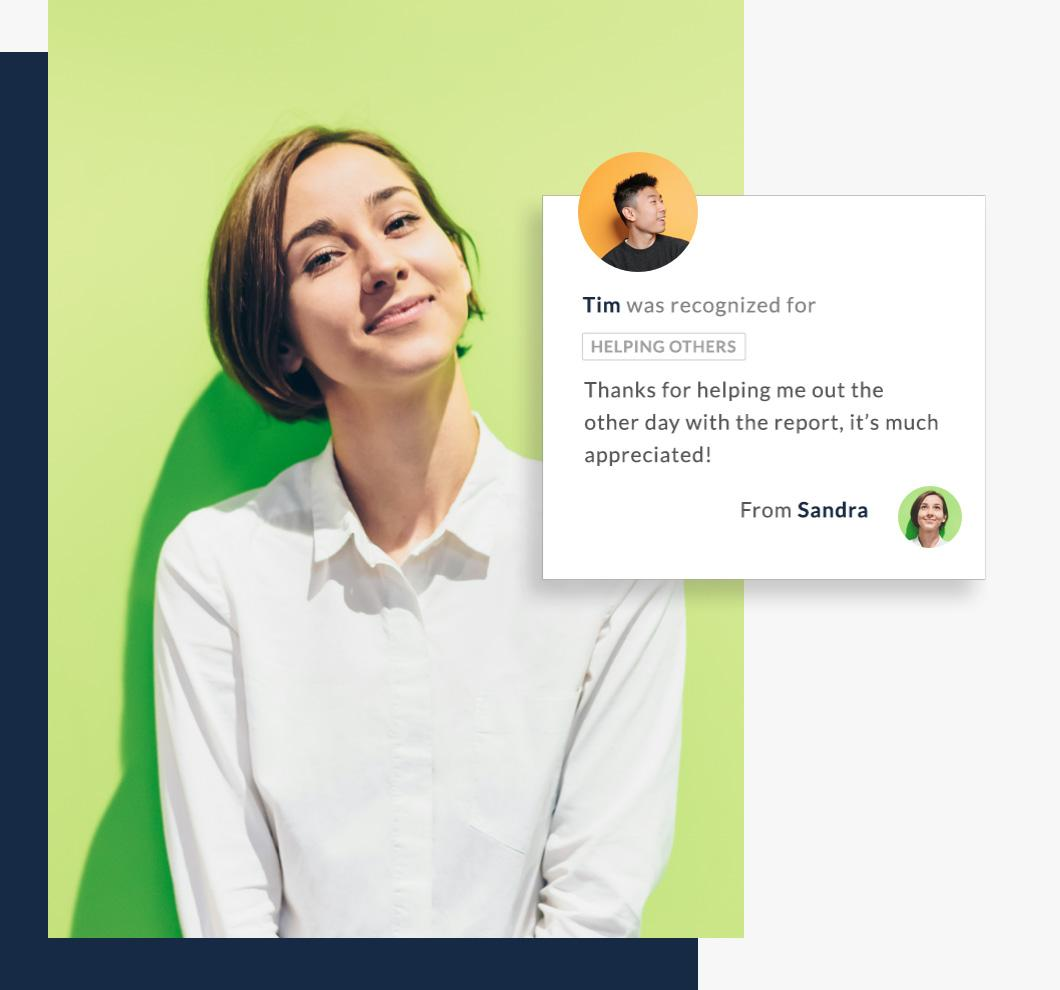 Tim was recognized for
HELPING OTHERS
Thanks for helping me out the
other day with the report, it’s much
appreciated!
From Sandra